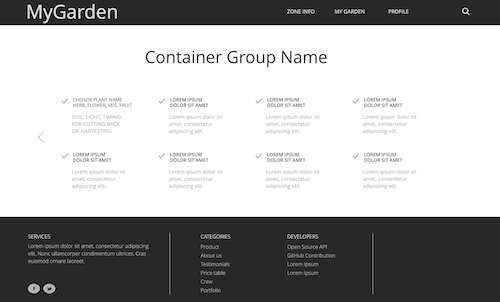 MyGarden
ZONE INFO MY GARDEN PROFILE
Container Group Name
CHOSEN PLANT NAME
HERB, FLOWER, VEG, FRUIT
SOIL, LIGHT, TIMING
FOR CUTTING BACK
OR HARVESTING
LOREM IPSUM
DOLOR SIT AMET
Lorem ipsum dolor sit
amet, consectetur
adipiscing elit.
LOREM IPSUM
DOLOR SIT AMET
Lorem ipsum dolor sit
amet, consectetur
adipiscing elit.
LOREM IPSUM
DOLOR SIT AMET
Lorem ipsum dolor sit
amet, consectetur
adipiscing elit.
LOREM IPSUM
DOLOR SIT AMET
Lorem ipsum dolor sit
amet, consectetur
adipiscing elit.
LOREM IPSUM
DOLOR SIT AMET
Lorem ipsum dolor sit
amet, consectetur
adipiscing elit.
LOREM IPSUM
DOLOR SIT AMET
Lorem ipsum dolor sit
amet, consectetur
adipiscing elit.
LOREM IPSUM
DOLOR SIT AMET
Lorem ipsum dolor sit
amet, consectetur
adipiscing elit.
SERVICES
Lorem ipsum dolor sit amet, consectetur adipiscing
elit. Nunc ullamcorper condimentum ultrices. Cras
euismod ornare laoreet.
CATEGORIES
Product
About us
Testimonials
Price table
Crew
Portfolio
DEVELOPERS
Open Source API
GitHub Contribution
Lorem Ipsum
Lorem Ipsum